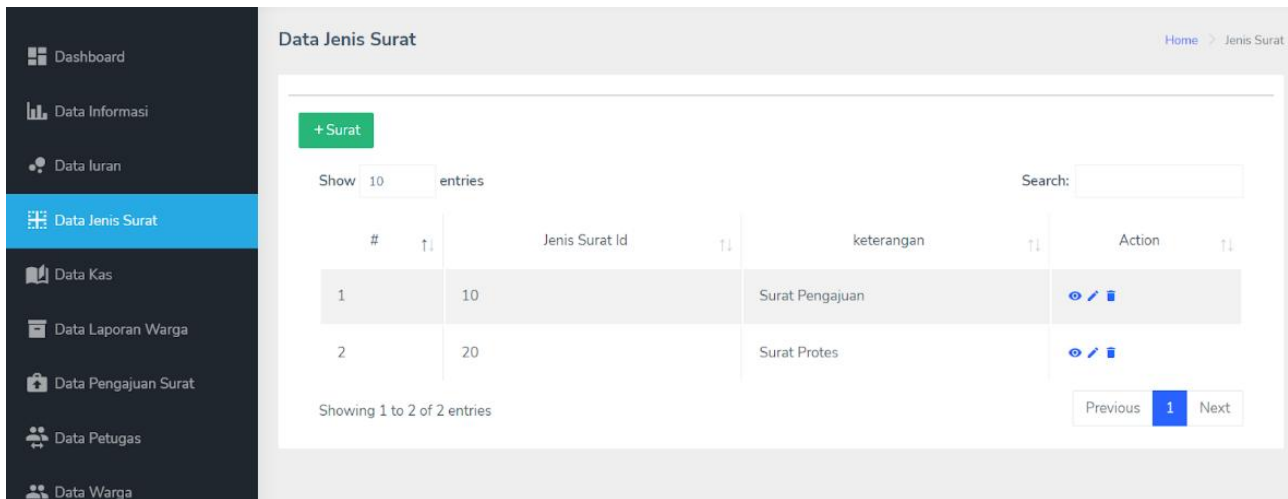 Dashboard
Data Informasi
Data Iuran
Data Jenis Surat
Data Kas
Data Laporan Warga
Data Pengajuan Surat
Data Petugas
Data Warga
Data Jenis Surat
Home > Jenis Surat
+ Surat
Show 10 entries
Search:
# Jenis Surat Id keterangan Action
1 10 Surat Pengajuan
2 20 Surat Protes
Showing 1 to 2 of 2 entries
Previous 1 Next